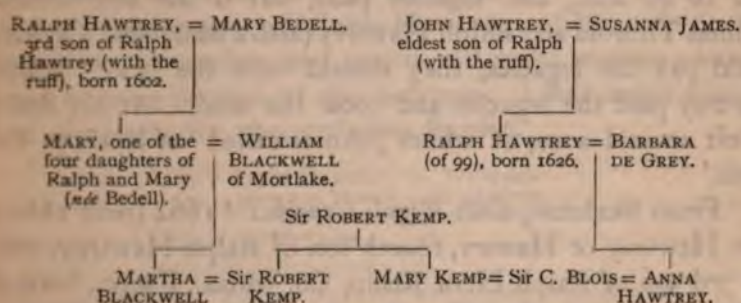 RALPH HAWTREY, = MARY BEDELL.
3rd son of Ralph
Hawtrey (with the
ruff), born 1602.
JOHN HAWTREY, = SUSANNA JAMES.
eldest son of Ralph
(with the ruff).
MARY, one of the = WILLIAM
four daughters of BLACKWELL
Ralph and Mary of Mortlake.
(née Bedell).
RALPH HAWTREY = BARBARA
(of 99), born 1626. DE GREY.
Sir ROBERT KEMP.
MARTHA = Sir ROBERT
BLACKWELL KEMP.
MARY KEMP = Sir C. BLOIS = ANNA
HAWTREY.